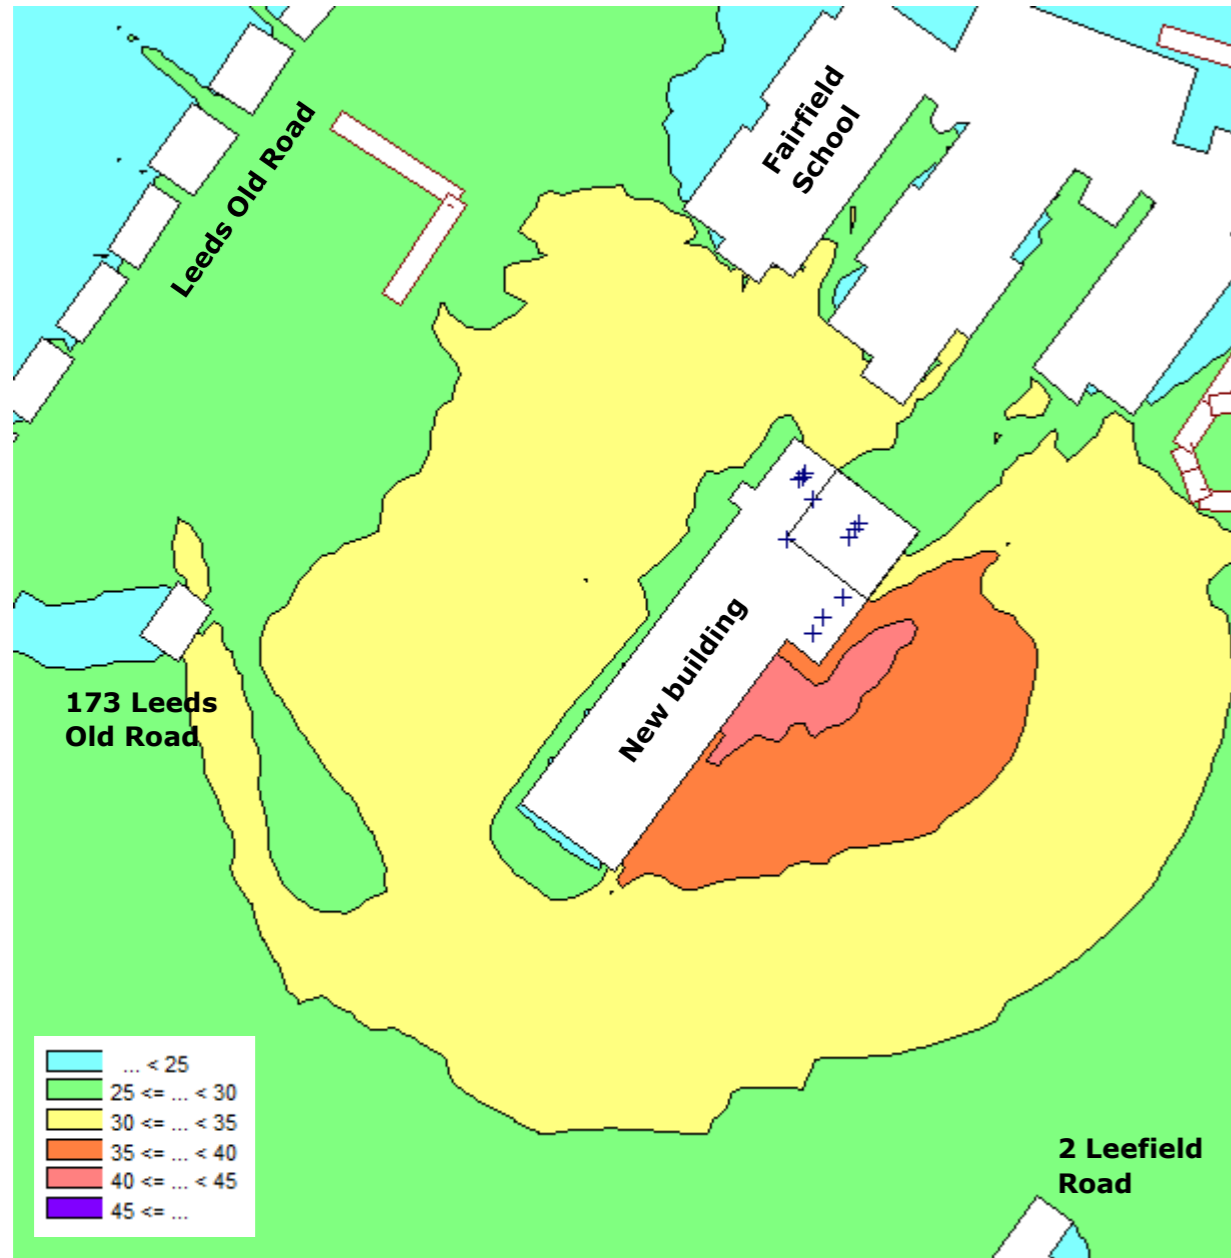 Leeds Old Road
Fairfield
School
New building
173 Leeds
Old Road
... < 25
25 <= ... < 30
30 <= ... < 35
35 <= ... < 40
40 <= ... < 45
45 <= ...
2 Leefield
Road